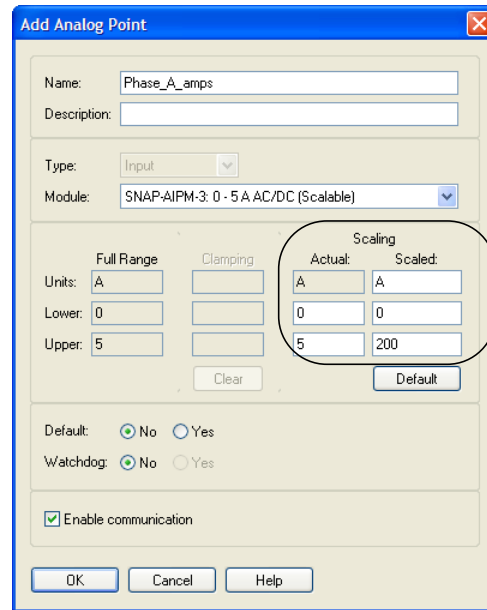 Add Analog Point
Name: Phase_A_amps
Description:
Type: Input
Module: SNAP-AIPM-3: 0 - 5 A AC/DC (Scalable)
Scaling
Full Range Clamping Actual: Scaled:
Units: A A A
Lower: 0 0 0
Upper: 5 5 200
Clear Default
Default: No Yes
Watchdog: No Yes
Enable communication
OK Cancel Help